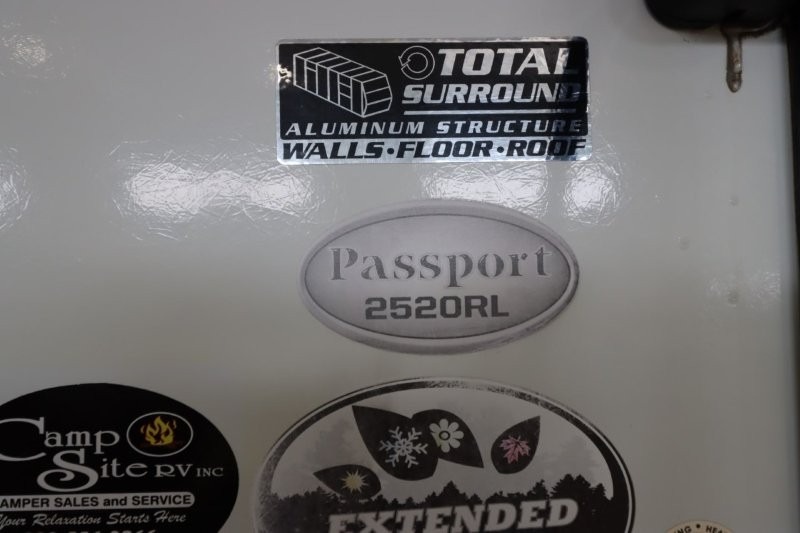 TOTAL
SURROUND
ALUMINUM STRUCTURE
WALLS•FLOOR•ROOF
Passport
2520RL
Camp
Site RV INC
CAMPER SALES and SERVICE
Your Relaxation Starts Here
EXTENDED